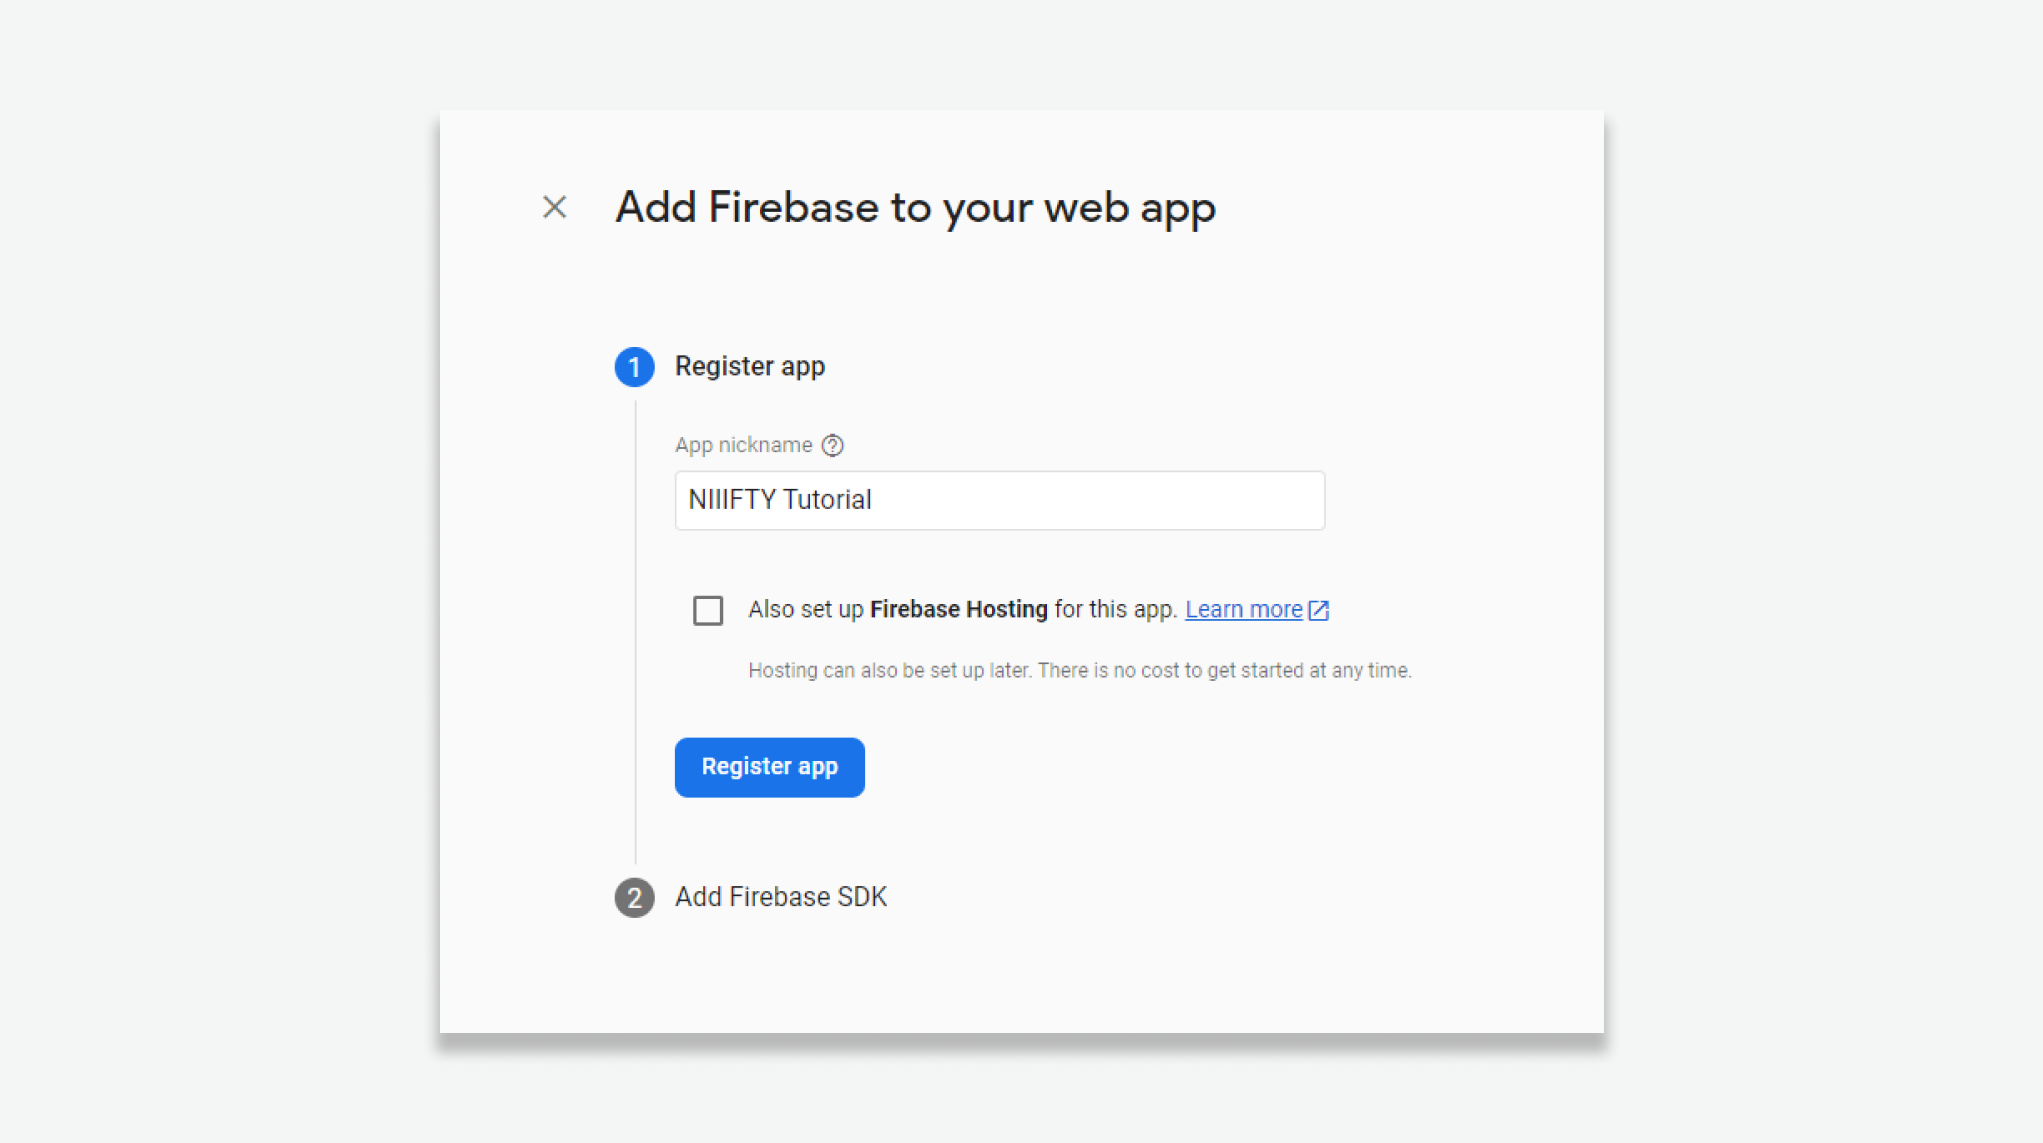 Add Firebase to your web app
1 Register app
App nickname
NIIIFTY Tutorial
Also set up Firebase Hosting for this app. Learn more
Hosting can also be set up later. There is no cost to get started at any time.
Register app
2 Add Firebase SDK